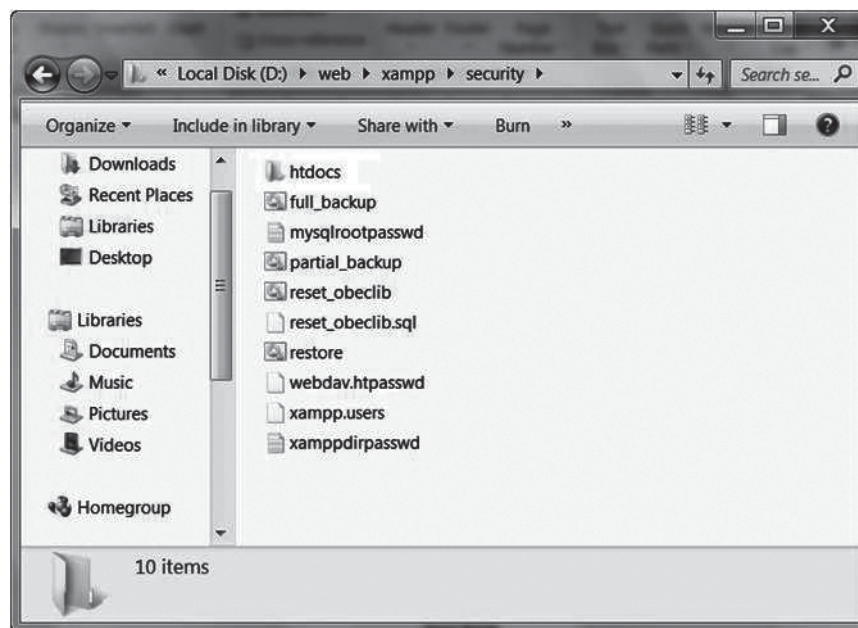 « Local Disk (D:) ▸ web ▸ xampp ▸ security ▸
Search se...
Organize ▾ Include in library ▾ Share with ▾ Burn »
Downloads
Recent Places
Libraries
Desktop
Libraries
Documents
Music
Pictures
Videos
Homegroup
htdocs
full_backup
mysqlrootpasswd
partial_backup
reset_obeclib
reset_obeclib.sql
restore
webdav.htpasswd
xampp.users
xamppdirpasswd
10 items